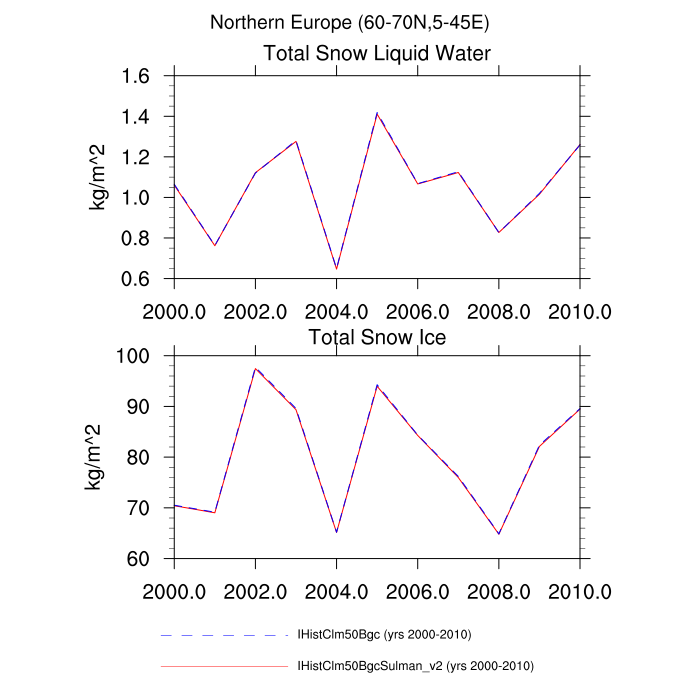 Northern Europe (60-70N,5-45E)
Total Snow Liquid Water
1.6
1.4
1.2
1.0
0.8
0.6
kg/m^2
2000.0 2002.0 2004.0 2006.0 2008.0 2010.0
Total Snow Ice
100
90
80
70
60
kg/m^2
2000.0 2002.0 2004.0 2006.0 2008.0 2010.0
IHistClm50Bgc (yrs 2000-2010)
IHistClm50BgcSulman_v2 (yrs 2000-2010)